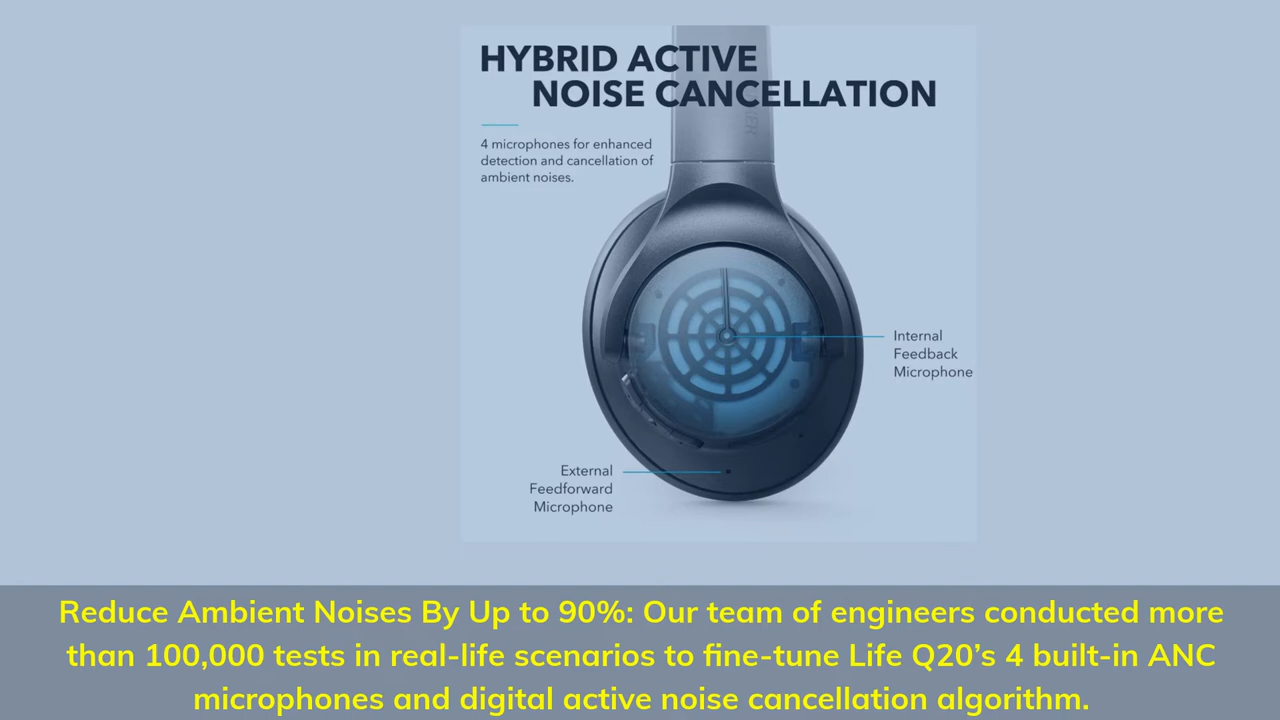 HYBRID ACTIVE
NOISE CANCELLATION
4 microphones for enhanced
detection and cancellation of
ambient noises.
Internal
Feedback
Microphone
External
Feedforward
Microphone
Reduce Ambient Noises By Up to 90%: Our team of engineers conducted more
than 100,000 tests in real-life scenarios to fine-tune Life Q20’s 4 built-in ANC
microphones and digital active noise cancellation algorithm.